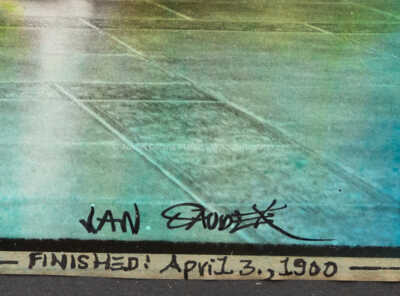 JAN SAUDEK
FINISHED: April 3., 1900